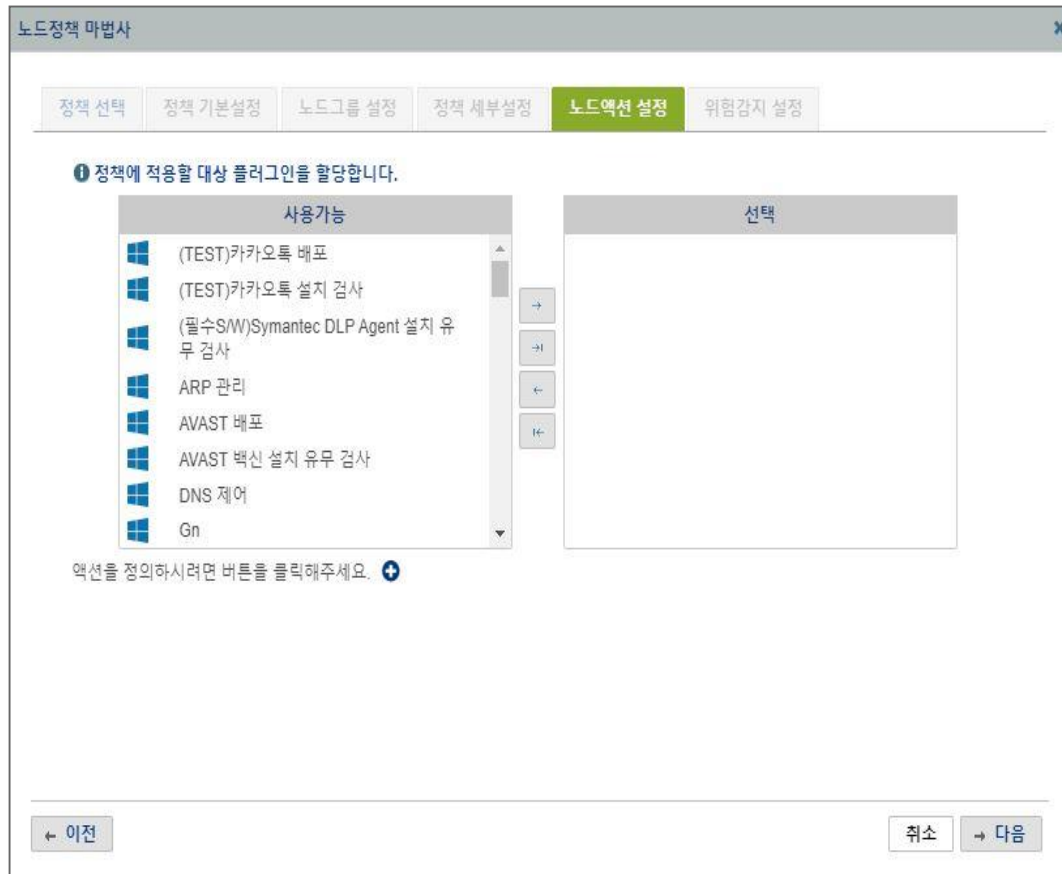 노드정책 마법사
정책 선택 정책 기본설정 노드그룹 설정 정책 세부설정 노드액션 설정 위험감지 설정
정책에 적용할 대상 플러그인을 할당합니다.
사용가능 선택
(TEST)카카오톡 배포
(TEST)카카오톡 설치 검사
(필수S/W)Symantec DLP Agent 설치 유
무 검사
ARP 관리
AVAST 배포
AVAST 백신 설치 유무 검사
DNS 제어
Gn
액션을 정의하시려면 버튼을 클릭해주세요.
← 이전 취소 → 다음